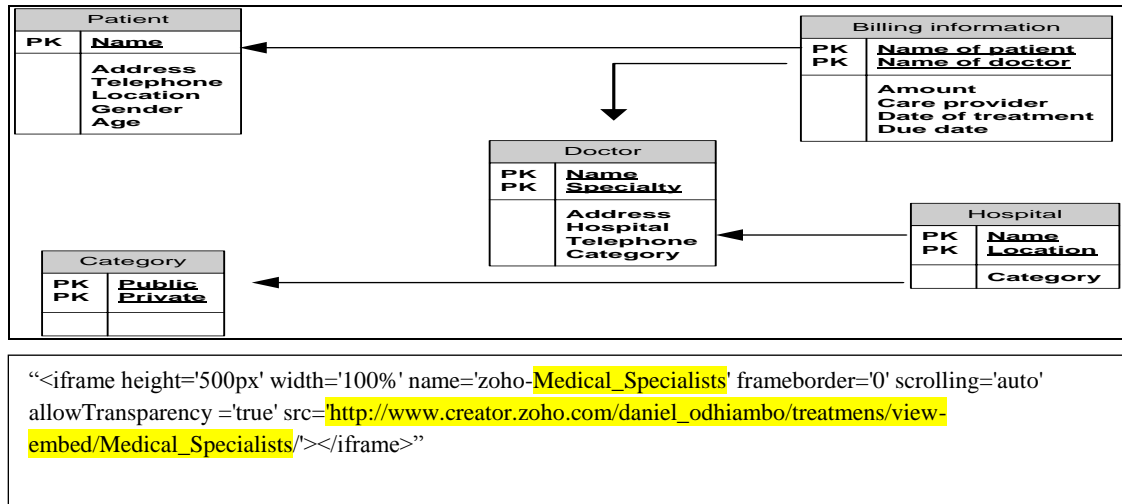 Patient
PK Name
Address
Telephone
Location
Gender
Age
Billing information
PK Name of patient
PK Name of doctor
Amount
Care provider
Date of treatment
Due date
Doctor
PK Name
PK Specialty
Address
Hospital
Telephone
Category
Hospital
PK Name
PK Location
Category
Category
PK Public
PK Private
“<iframe height='500px' width='100%' name='zoho-Medical_Specialists' frameborder='0' scrolling='auto'
allowTransparency ='true' src='http://www.creator.zoho.com/daniel_odhiambo/treatmens/view-
embed/Medical_Specialists/'></iframe>”